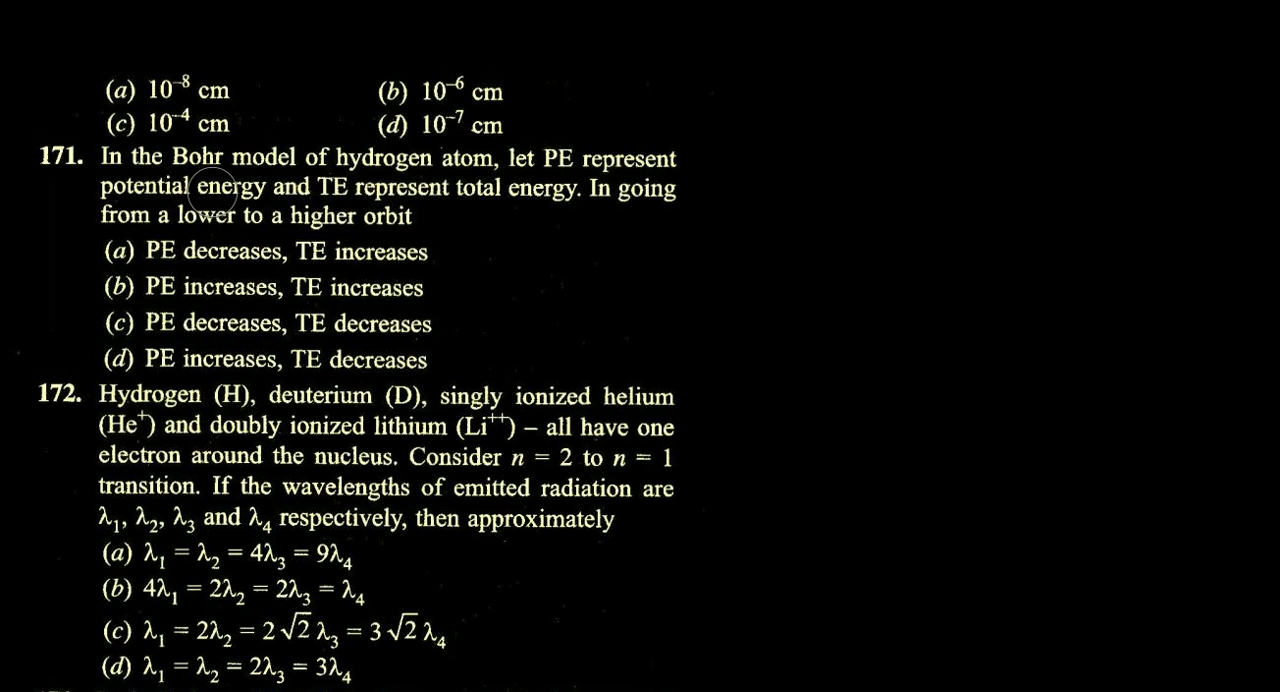 (a) 10⁻⁸ cm (b) 10⁻⁶ cm
(c) 10⁻⁴ cm (d) 10⁻⁷ cm
171. In the Bohr model of hydrogen atom, let PE represent
potential energy and TE represent total energy. In going
from a lower to a higher orbit
(a) PE decreases, TE increases
(b) PE increases, TE increases
(c) PE decreases, TE decreases
(d) PE increases, TE decreases
172. Hydrogen (H), deuterium (D), singly ionized helium
(He⁺) and doubly ionized lithium (Li⁺⁺) – all have one
electron around the nucleus. Consider n = 2 to n = 1
transition. If the wavelengths of emitted radiation are
λ₁, λ₂, λ₃ and λ₄ respectively, then approximately
(a) λ₁ = λ₂ = 4λ₃ = 9λ₄
(b) 4λ₁ = 2λ₂ = 2λ₃ = λ₄
(c) λ₁ = 2λ₂ = 2√2 λ₃ = 3√2 λ₄
(d) λ₁ = λ₂ = 2λ₃ = 3λ₄